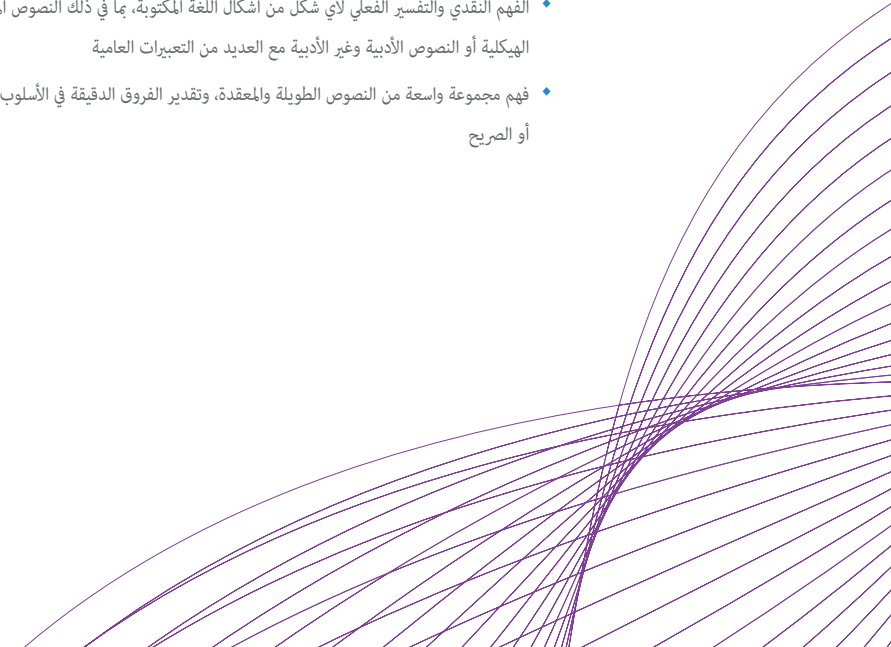 الفهم النقدي والتفسير الفعلي لأي شكل من أشكال اللغة المكتوبة، بما في ذلك النصوص
الهيكلية أو النصوص الأدبية وغير الأدبية مع العديد من التعبيرات العامية
فهم مجموعة واسعة من النصوص الطويلة والمعقدة، وتقدير الفروق الدقيقة في الأسلوب
أو الصريح